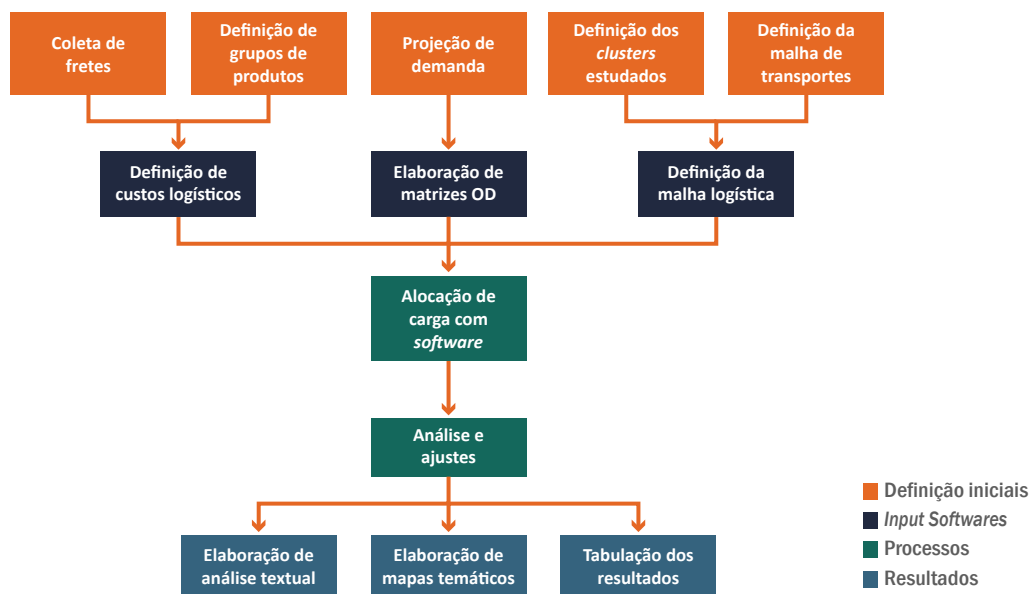 Coleta de
fretes
Definição de
grupos de
produtos
Projeção de
demanda
Definição dos
clusters
estudados
Definição da
malha de
transportes
Definição de
custos logísticos
Elaboração de
matrizes OD
Definição da
malha logística
Alocação de
carga com
software
Análise e
ajustes
Elaboração de
análise textual
Elaboração de
mapas temáticos
Tabulação dos
resultados
Definição iniciais
Input Softwares
Processos
Resultados